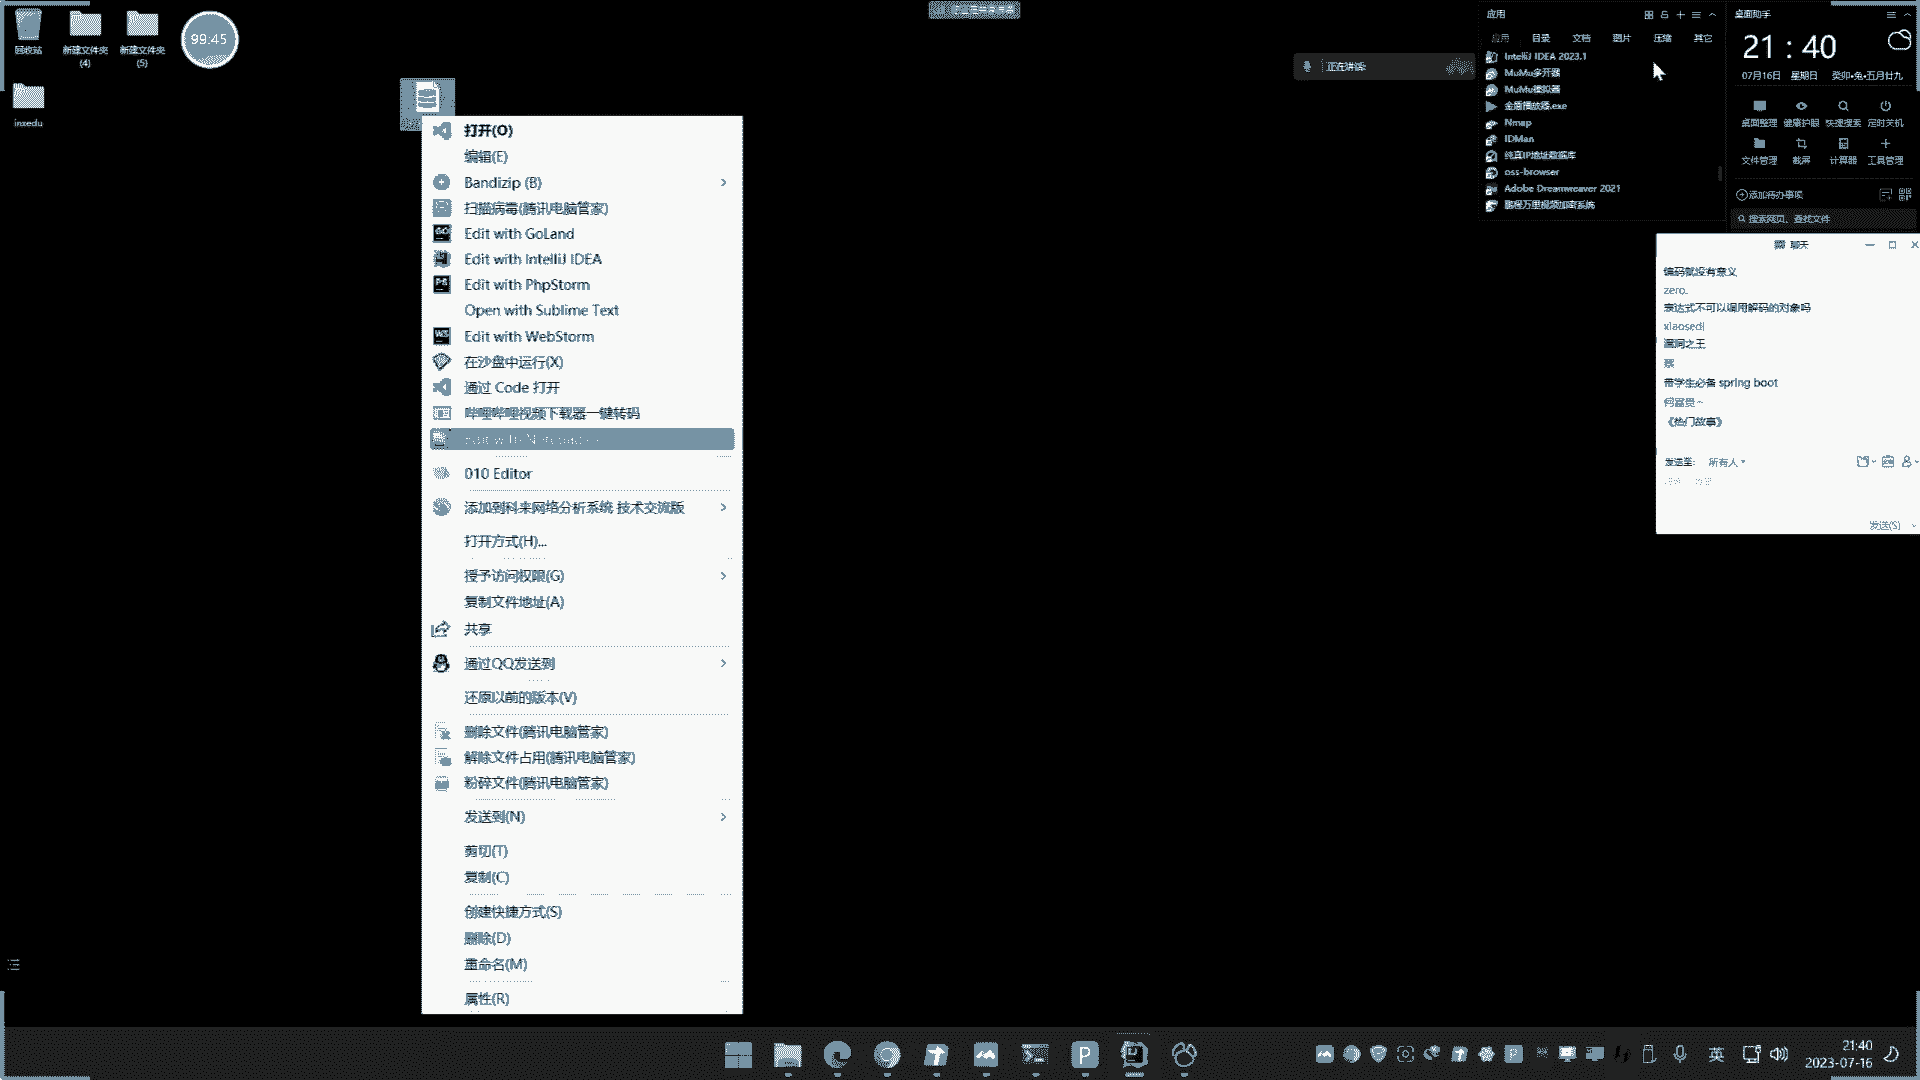 回收站
新建文件夹
(4)
新建文件夹
(5)
99:45
inxedu
打开(O)
编辑(E)
Bandizip (B)
扫描病毒(腾讯电脑管家)
Edit with GoLand
Edit with IntelliJ IDEA
Edit with PhpStorm
Open with Sublime Text
Edit with WebStorm
在沙盘中运行(X)
通过 Code 打开
哔哩哔哩视频下载器一键转码
010 Editor
添加到科来网络分析系统 技术交流版
打开方式(H)...
授予访问权限(G)
复制文件地址(A)
共享
通过QQ发送到
还原以前的版本(V)
删除文件(腾讯电脑管家)
解除文件占用(腾讯电脑管家)
粉碎文件(腾讯电脑管家)
发送到(N)
剪切(T)
复制(C)
创建快捷方式(S)
删除(D)
重命名(M)
属性(R)
正在讲话:
应用
应用 目录 文档 图片 压缩 其它
IntelliJ IDEA 2023.1
MuMu多开器
MuMu模拟器
金盾播放器.exe
Nmap
IDMan
纯真IP地址数据库
oss-browser
Adobe Dreamweaver 2021
鹏程万里视频加密系统
桌面助手
21 : 40
07月16日 星期日 癸卯•兔•五月廿九
桌面整理 健康护眼 快速搜索 定时关机
文件管理 截屏 计算器 工具管理
添加待办事项
搜索网页、查找文件
聊天
编码就没有意义
zero.
表达式不可以调用解码的对象吗
xiaosedi
漏洞之王
蔡
带学生必备 spring boot
何富贵~
《热门故事》
发送至: 所有人
发送(S)
英
21:40
2023-07-16